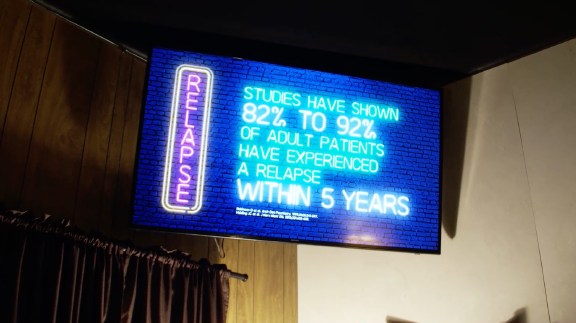 RELAPSE
STUDIES HAVE SHOWN
82% TO 92%
OF ADULT PATIENTS
HAVE EXPERIENCED
A RELAPSE
WITHIN 5 YEARS